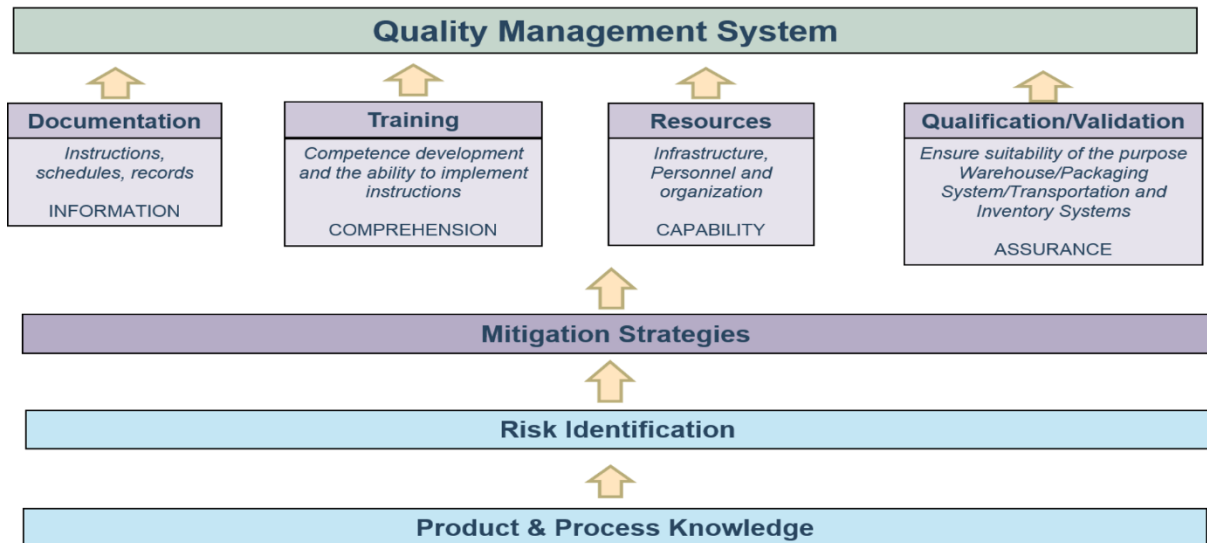 Quality Management System
Documentation
Instructions,
schedules, records
INFORMATION
Training
Competence development
and the ability to implement
instructions
COMPREHENSION
Resources
Infrastructure,
Personnel and
organization
CAPABILITY
Qualification/Validation
Ensure suitability of the purpose
Warehouse/Packaging
System/Transportation and
Inventory Systems
ASSURANCE
Mitigation Strategies
Risk Identification
Product & Process Knowledge